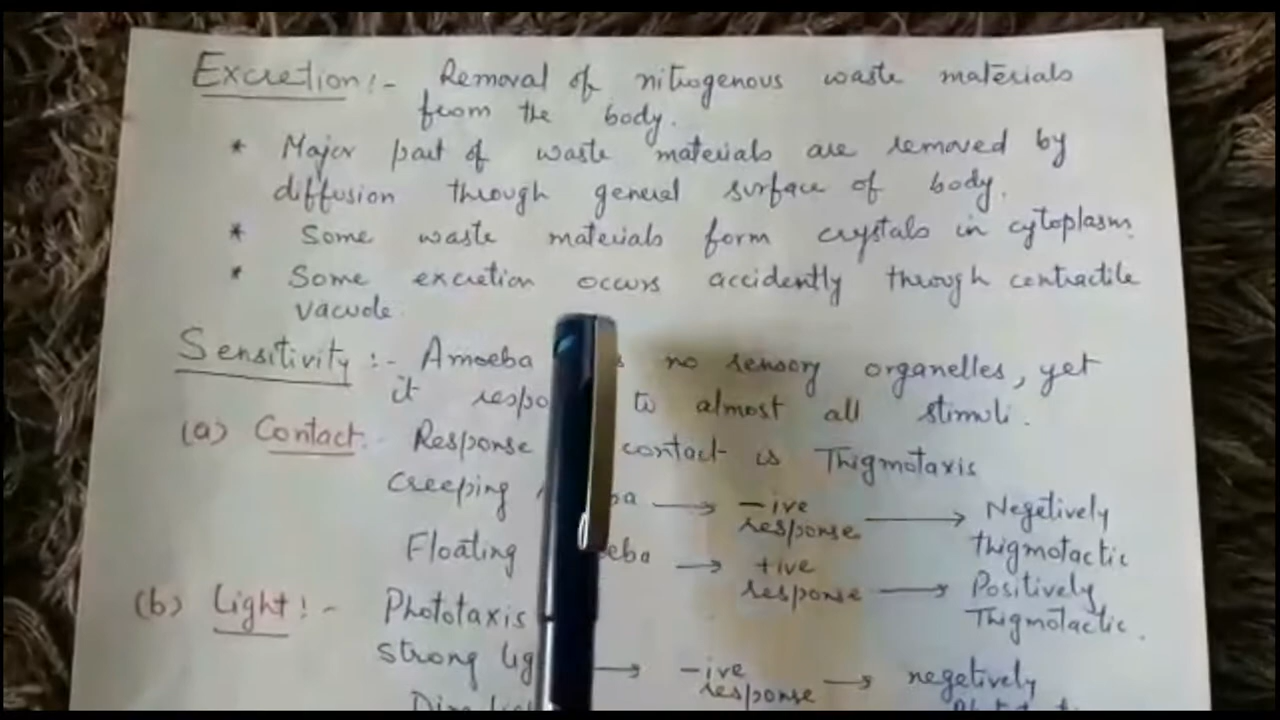 Excretion :- Removal of nitrogenous waste materials
from the body.
* Major part of waste materials are removed by
diffusion through general surface of body.
* Some waste materials form crystals in cytoplasm.
* Some excretion occurs accidently through contractile
vacuole.
Sensitivity :- Amoeba no sensory organelles, yet
it to almost all stimuli.
(a) Contact :- Response contact is Thigmotaxis
Creeping → -ive response → Negetively thigmotactic
Floating → +ive response → Positively Thigmotactic.
(b) Light :- Phototaxis
Strong → -ive response → negetively